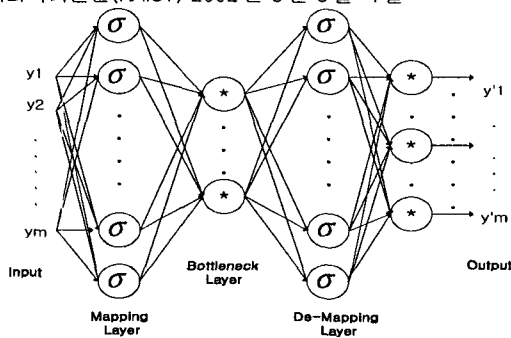 σ σ
y1 σ * σ * y'1
y2
* 
ym σ * σ * y'm
σ σ
Input
Bottleneck
Layer
Output
Mapping
Layer
De-Mapping
Layer